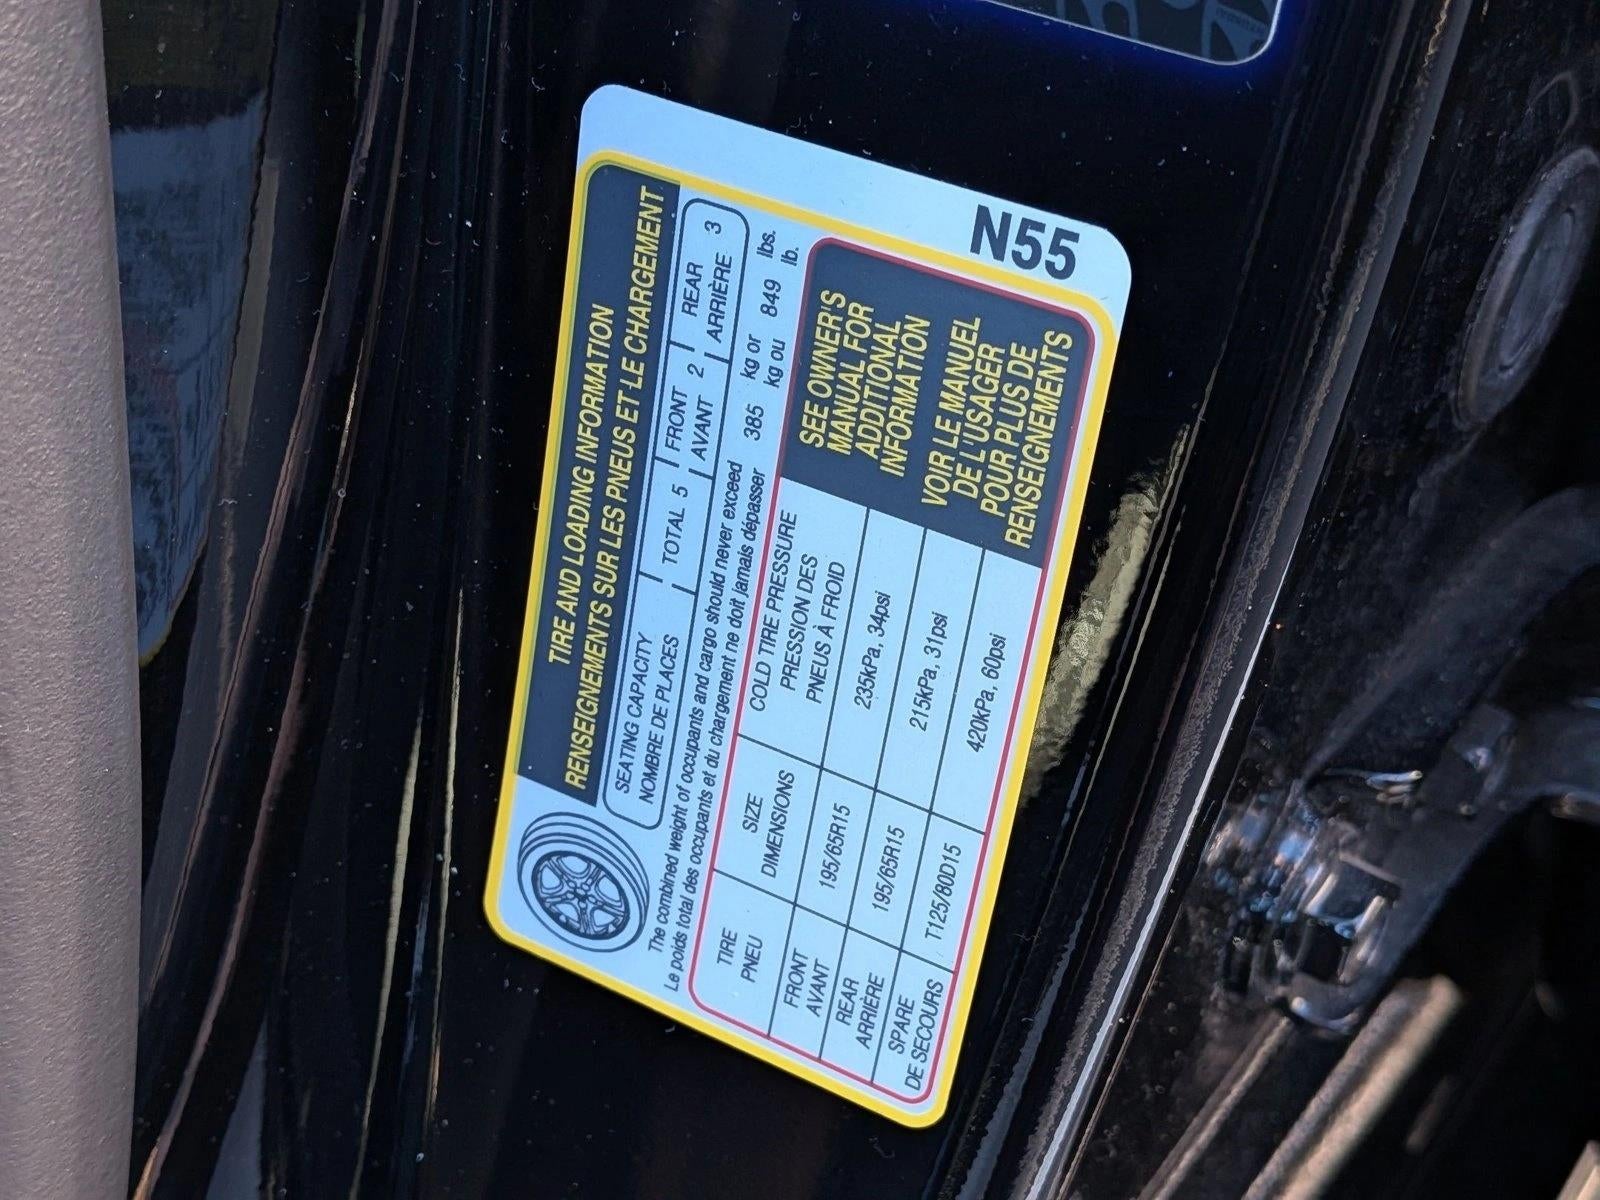 N55
TIRE AND LOADING INFORMATION
RENSEIGNEMENTS SUR LES PNEUS ET LE CHARGEMENT
SEATING CAPACITY
NOMBRE DE PLACES
TOTAL 5
FRONT
AVANT 2
REAR
ARRIÈRE 3
The combined weight of occupants and cargo should never exceed 385 kg or 849 lbs.
Le poids total des occupants et du chargement ne doit jamais dépasser kg ou lb.
TIRE
PNEU
SIZE
DIMENSIONS
COLD TIRE PRESSURE
PRESSION DES
PNEUS À FROID
FRONT
AVANT
195/65R15
235kPa, 34psi
REAR
ARRIÈRE
195/65R15
215kPa, 31psi
SPARE
DE SECOURS
T125/80D15
420kPa, 60psi
SEE OWNER'S
MANUAL FOR
ADDITIONAL
INFORMATION
VOIR LE MANUEL
DE L'USAGER
POUR PLUS DE
RENSEIGNEMENTS